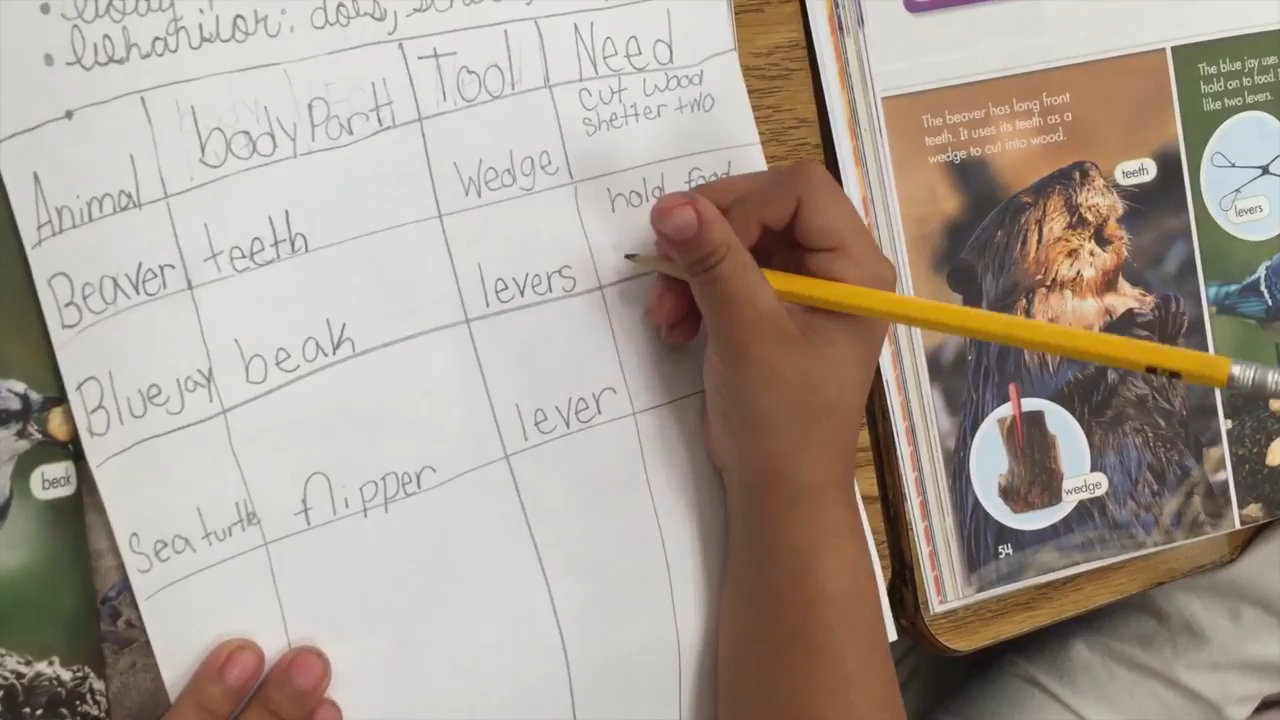 behavior: does,
Animal body Part Tool Need
Beaver teeth Wedge cut wood
shelter two
Bluejay beak levers hold food
Sea turtle flipper lever
beak
The beaver has long front
teeth. It uses its teeth as a
wedge to cut into wood.
teeth
wedge
54
The blue jay uses
hold on to food.
like two levers.
levers